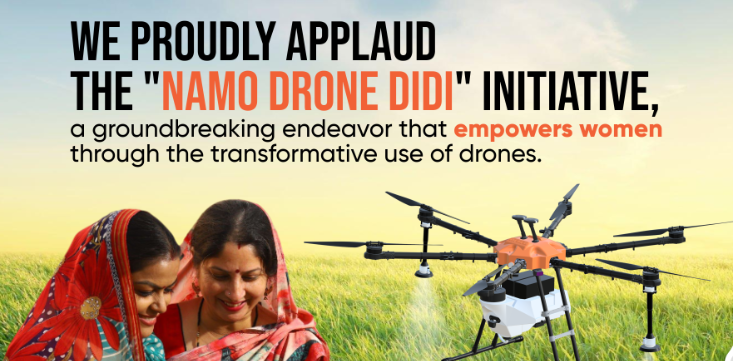 WE PROUDLY APPLAUD
THE "NAMO DRONE DIDI" INITIATIVE,
a groundbreaking endeavor that empowers women
through the transformative use of drones.